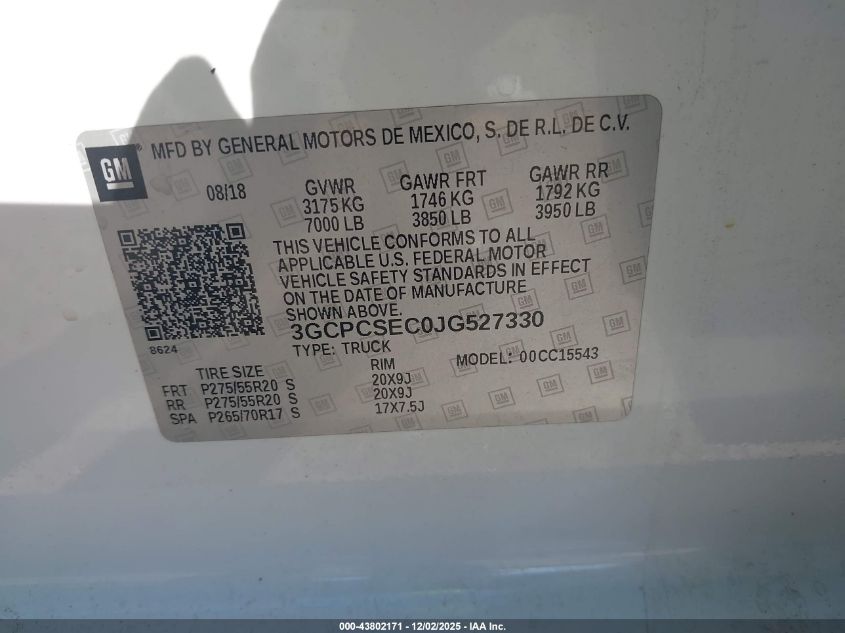 GM
MFD BY GENERAL MOTORS DE MEXICO, S. DE R.L. DE C.V.
08/18 GVWR GAWR FRT GAWR RR
3175 KG 1746 KG 1792 KG
7000 LB 3850 LB 3950 LB
THIS VEHICLE CONFORMS TO ALL
APPLICABLE U.S. FEDERAL MOTOR
VEHICLE SAFETY STANDARDS IN EFFECT
ON THE DATE OF MANUFACTURE
SHOWN ABOVE.
3GCPCSEC0JG527330
8624
TYPE: TRUCK MODEL: 00CC15543
TIRE SIZE RIM
FRT P275/55R20 S 20X9J
RR P275/55R20 S 20X9J
SPA P265/70R17 S 17X7.5J
000-43802171 - 12/02/2025 - IAA Inc.